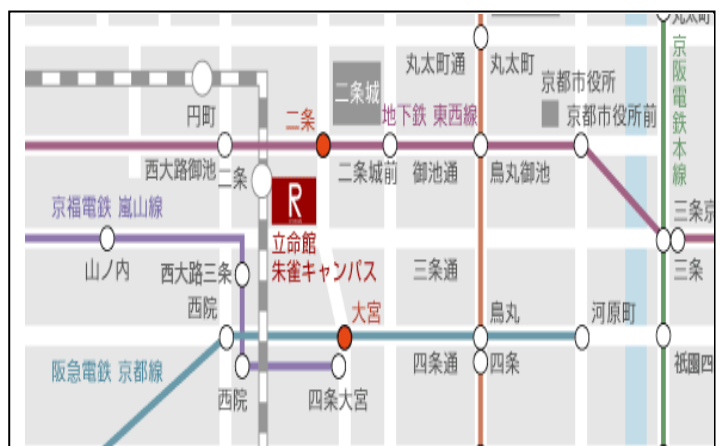 丸太町
丸太町通
丸太町
京阪電鉄本線
京都市役所
二条城
円町
二条
地下鉄 東西線
京都市役所前
西大路御池
二条
二条城前
御池通
烏丸御池
R
京福電鉄 嵐山線
三条京
立命館
朱雀キャンパス
山ノ内
西大路三条
三条通
三条
西院
大宮
烏丸
河原町
阪急電鉄 京都線
四条通
四条
祇園四
西院
四条大宮